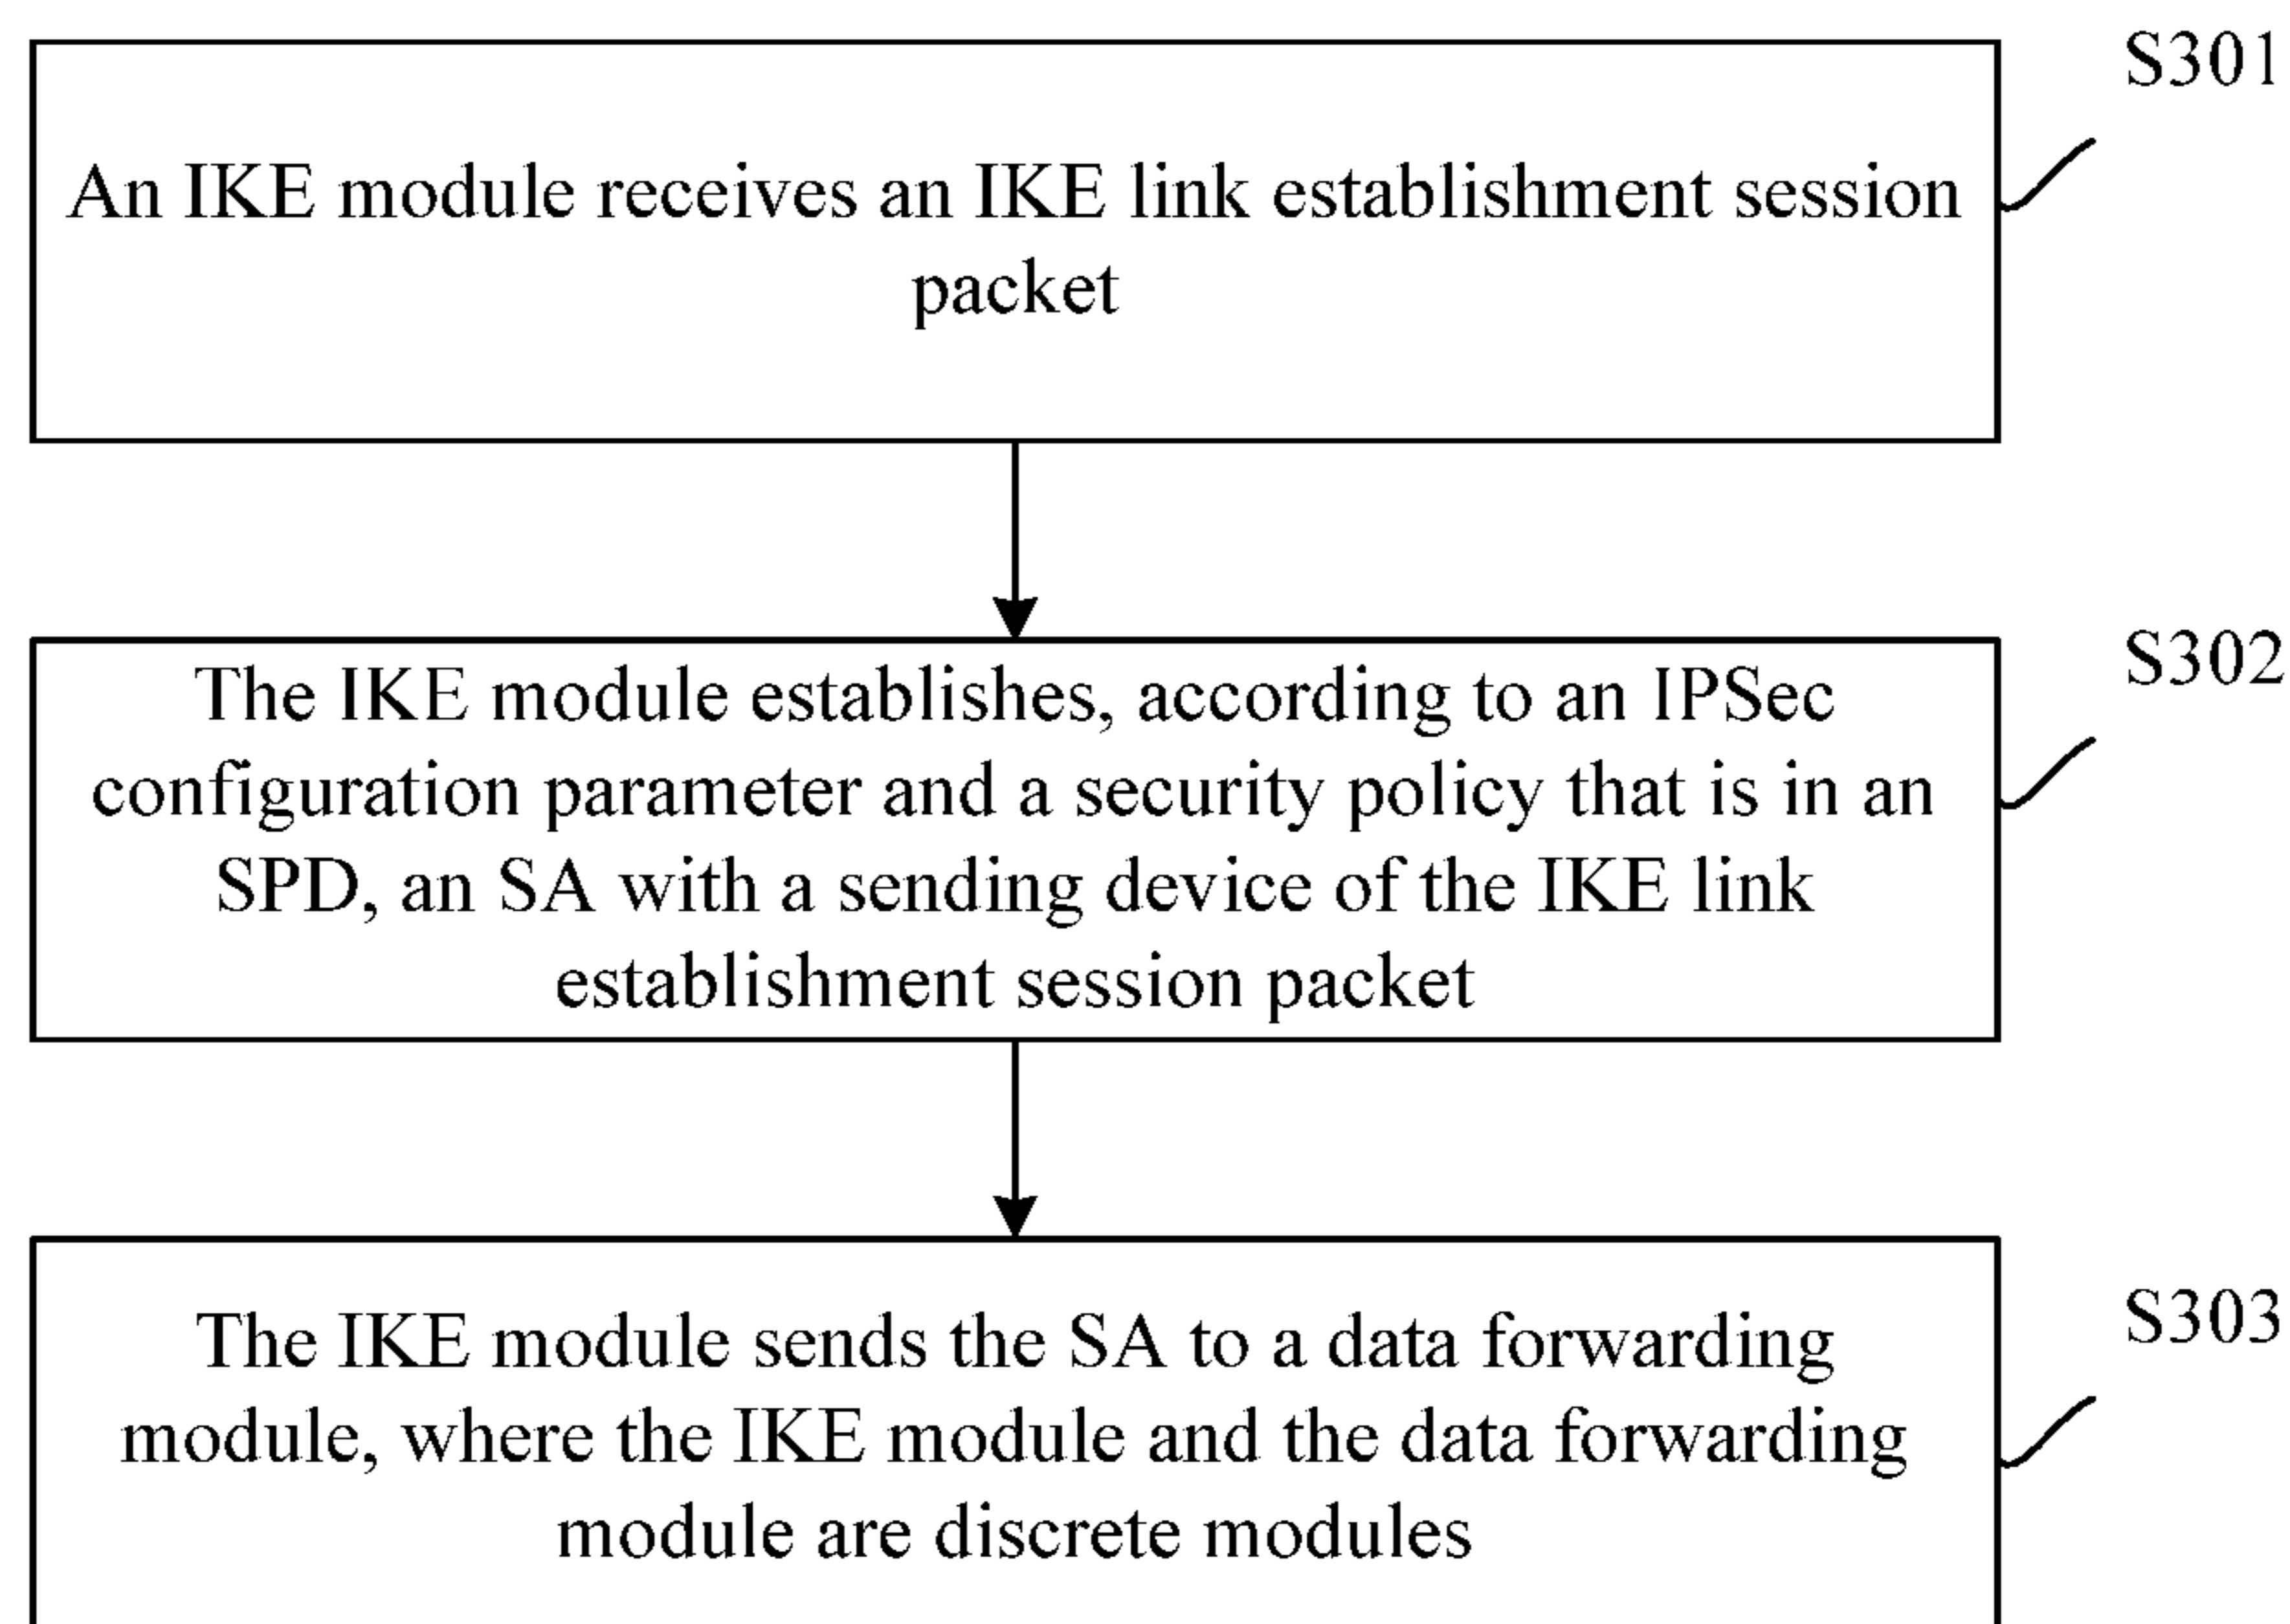 S301
An IKE module receives an IKE link establishment session
packet
S302
The IKE module establishes, according to an IPSec
configuration parameter and a security policy that is in an
SPD, an SA with a sending device of the IKE link
establishment session packet
S303
The IKE module sends the SA to a data forwarding
module, where the IKE module and the data forwarding
module are discrete modules